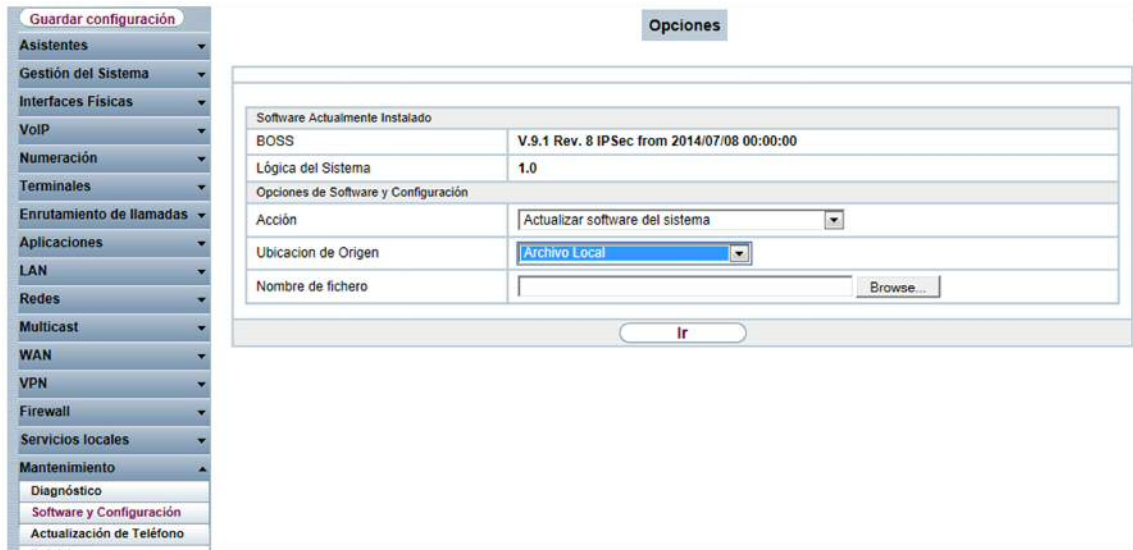 Guardar configuración
Asistentes
Gestión del Sistema
Interfaces Físicas
VoIP
Numeración
Terminales
Enrutamiento de llamadas
Aplicaciones
LAN
Redes
Multicast
WAN
VPN
Firewall
Servicios locales
Mantenimiento
Diagnóstico
Software y Configuración
Actualización de Teléfono
Opciones
Software Actualmente Instalado
BOSS V.9.1 Rev. 8 IPSec from 2014/07/08 00:00:00
Lógica del Sistema 1.0
Opciones de Software y Configuración
Acción Actualizar software del sistema
Ubicacion de Origen Archivo Local
Nombre de fichero Browse...
Ir